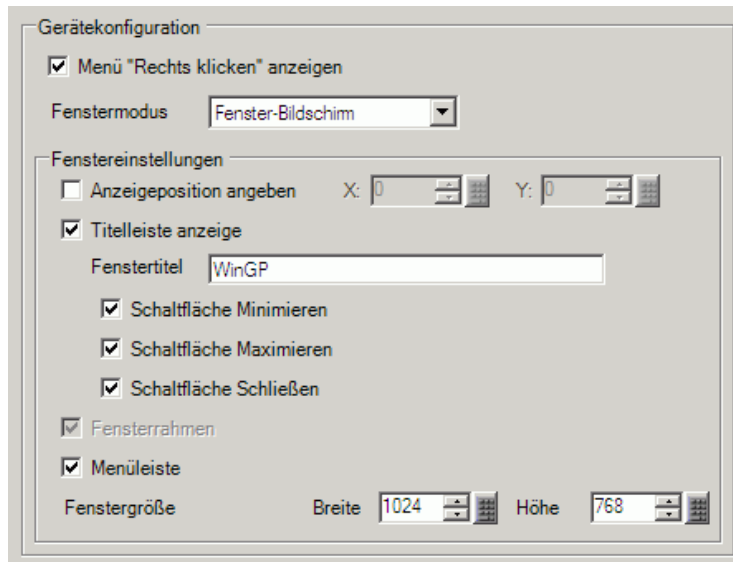 Gerätekonfiguration
Menü "Rechts klicken" anzeigen
Fenstermodus Fenster-Bildschim
Fenstereinstellungen
Anzeigeposition angeben X: 0 Y: 0
Titelleiste anzeige
Fenstertitel WinGP
Schaltfläche Minimieren
Schaltfläche Maximieren
Schaltfläche Schließen
Fensterrahmen
Menüleiste
Fenstergröße Breite 1024 Höhe 768